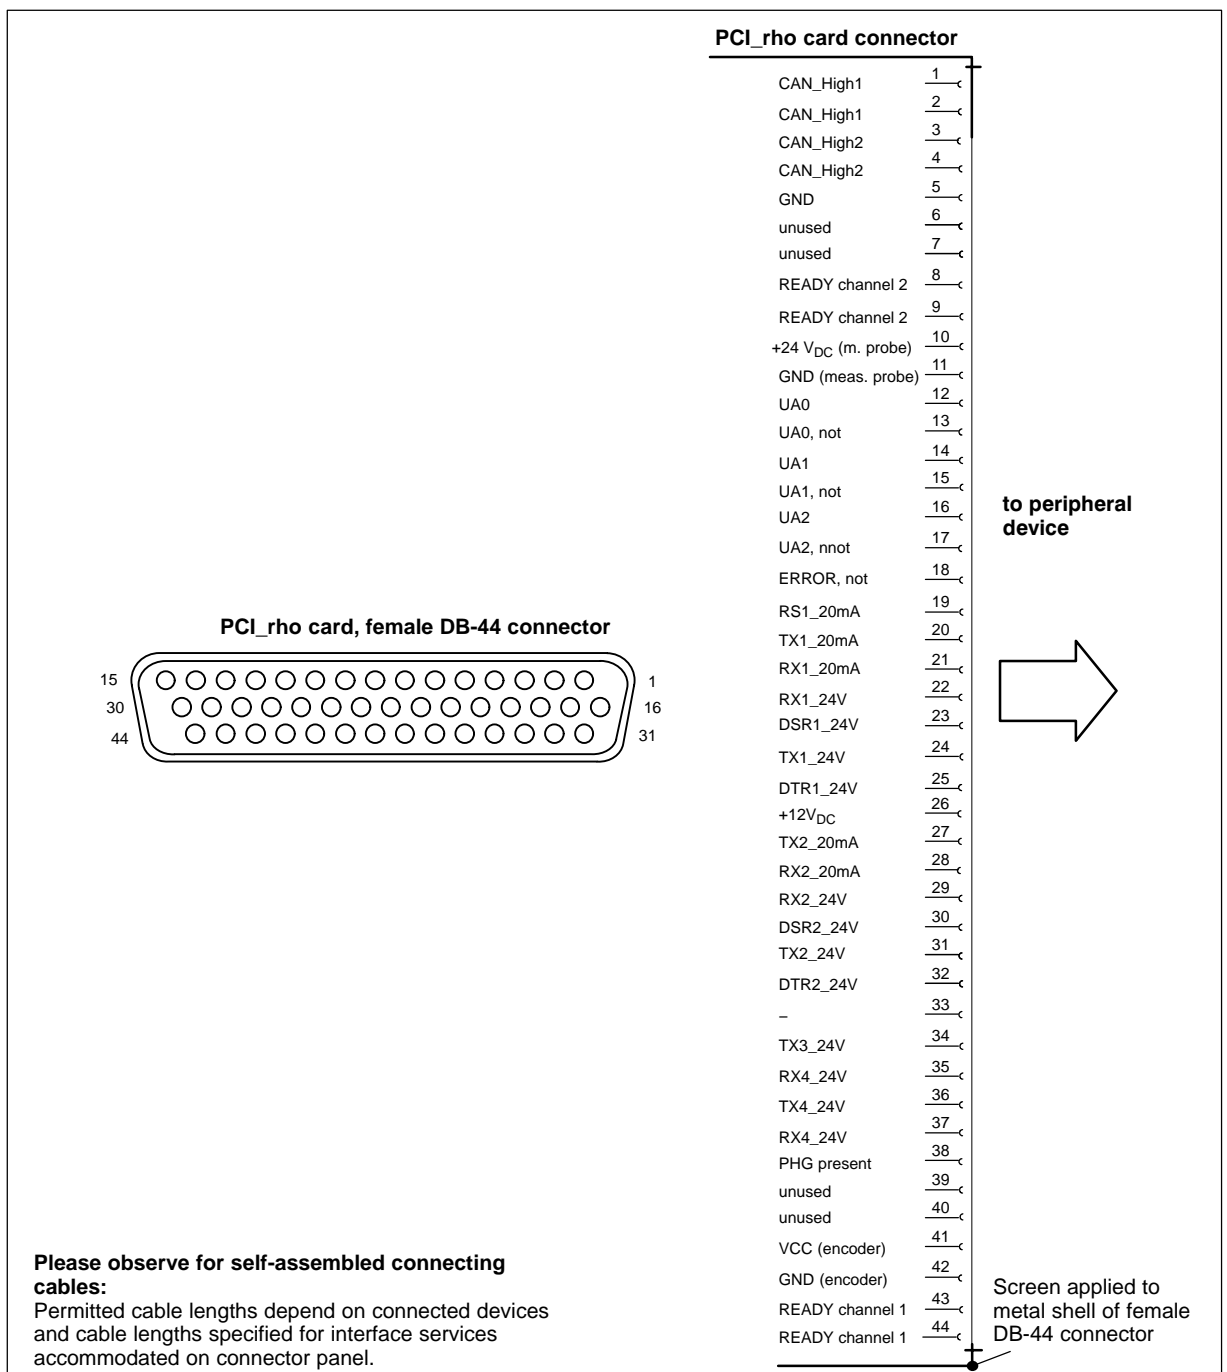 PCI_rho card connector
CAN_High1 1
CAN_High1 2
CAN_High2 3
CAN_High2 4
GND 5
unused 6
unused 7
READY channel 2 8
READY channel 2 9
+24 VDC (m. probe) 10
GND (meas. probe) 11
UA0 12
UA0, not 13
UA1 14
UA1, not 15
UA2 16
UA2, nnot 17
ERROR, not 18
RS1_20mA 19
TX1_20mA 20
RX1_20mA 21
RX1_24V 22
DSR1_24V 23
TX1_24V 24
DTR1_24V 25
+12VDC 26
TX2_20mA 27
RX2_20mA 28
RX2_24V 29
DSR2_24V 30
TX2_24V 31
DTR2_24V 32
– 33
TX3_24V 34
RX4_24V 35
TX4_24V 36
RX4_24V 37
PHG present 38
unused 39
unused 40
VCC (encoder) 41
GND (encoder) 42
READY channel 1 43
READY channel 1 44
to peripheral
device
PCI_rho card, female DB-44 connector
15 1
30 16
44 31
Please observe for self-assembled connecting
cables:
Permitted cable lengths depend on connected devices
and cable lengths specified for interface services
accommodated on connector panel.
Screen applied to
metal shell of female
DB-44 connector